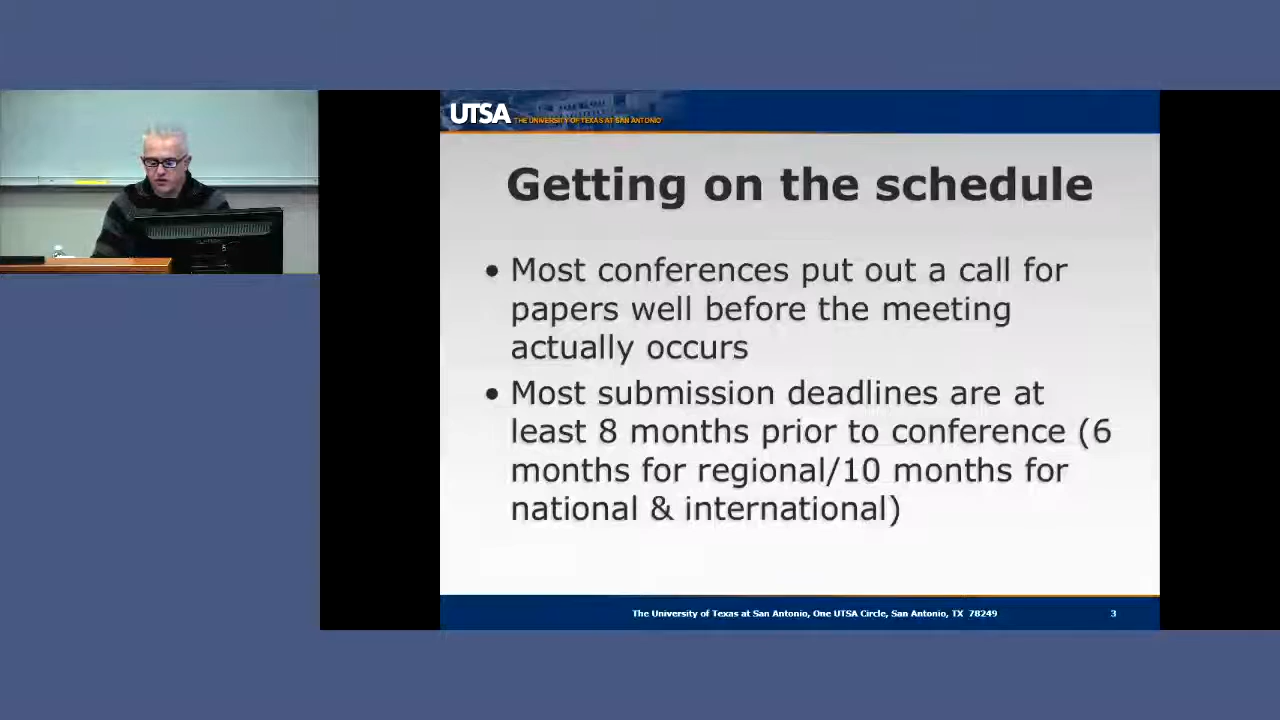 UTSA THE UNIVERSITY OF TEXAS AT SAN ANTONIO
Getting on the schedule
• Most conferences put out a call for
papers well before the meeting
actually occurs
• Most submission deadlines are at
least 8 months prior to conference (6
months for regional/10 months for
national & international)
The University of Texas at San Antonio, One UTSA Circle, San Antonio, TX 78249 3